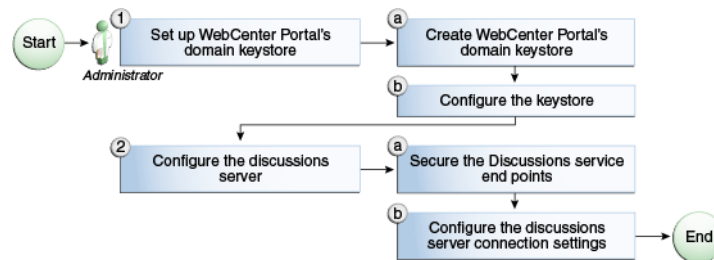 Start
Administrator
1
Set up WebCenter Portal's
domain keystore
a
Create WebCenter Portal's
domain keystore
b
Configure the keystore
2
Configure the discussions
server
a
Secure the Discussions service
end points
b
Configure the discussions
server connection settings
End